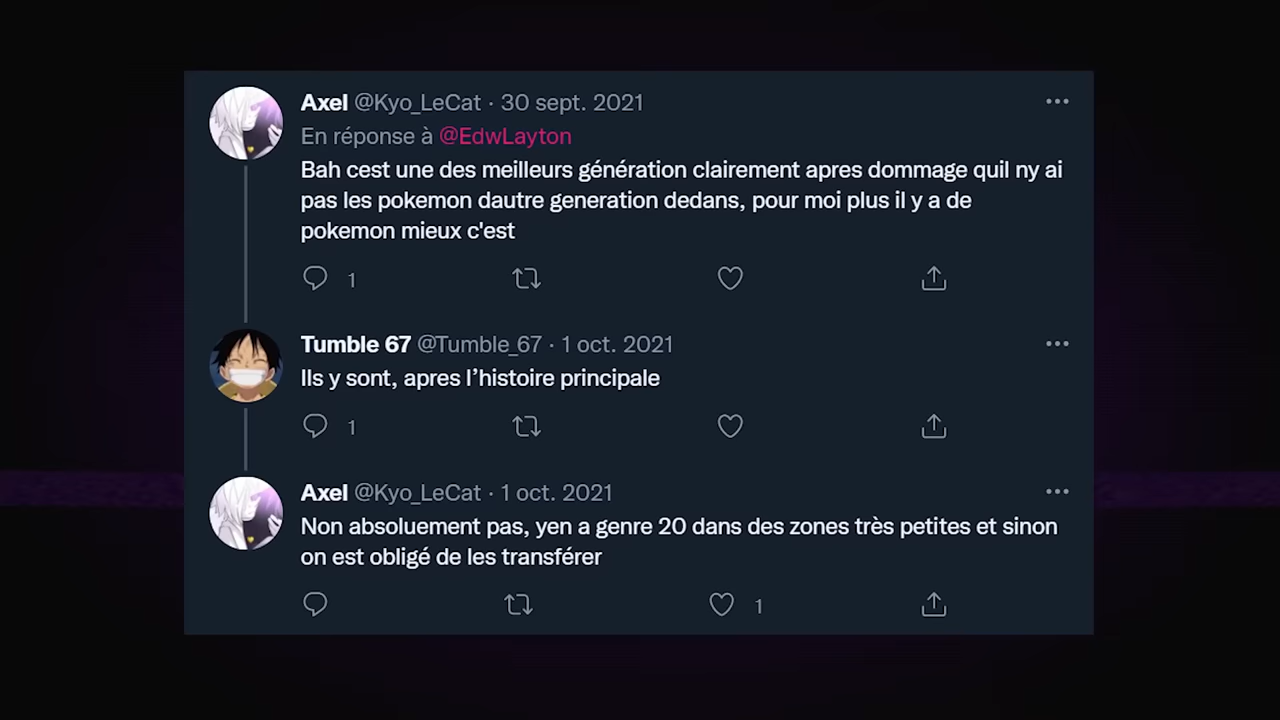 Axel @Kyo_LeCat · 30 sept. 2021
En réponse à @EdwLayton
Bah cest une des meilleurs génération clairement apres dommage quil ny ai
pas les pokemon dautre generation dedans, pour moi plus il y a de
pokemon mieux c'est
1
Tumble 67 @Tumble_67 · 1 oct. 2021
Ils y sont, apres l’histoire principale
1
Axel @Kyo_LeCat · 1 oct. 2021
Non absoluement pas, yen a genre 20 dans des zones très petites et sinon
on est obligé de les transférer
1